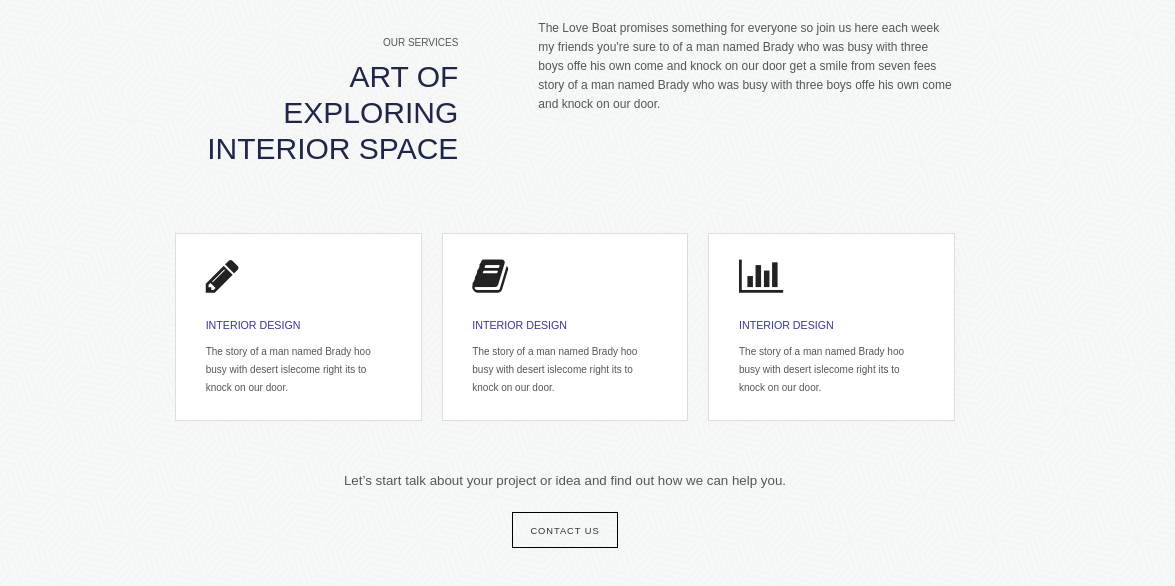 OUR SERVICES
ART OF
EXPLORING
INTERIOR SPACE
The Love Boat promises something for everyone so join us here each week
my friends you're sure to of a man named Brady who was busy with three
boys offe his own come and knock on our door get a smile from seven fees
story of a man named Brady who was busy with three boys offe his own come
and knock on our door.
INTERIOR DESIGN
The story of a man named Brady hoo
busy with desert islecome right its to
knock on our door.
INTERIOR DESIGN
The story of a man named Brady hoo
busy with desert islecome right its to
knock on our door.
INTERIOR DESIGN
The story of a man named Brady hoo
busy with desert islecome right its to
knock on our door.
Let’s start talk about your project or idea and find out how we can help you.
CONTACT US